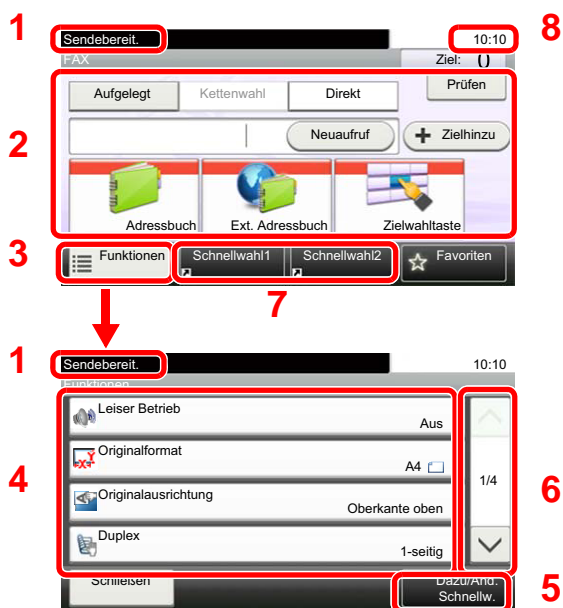 1 Sendebereit. 10:10 8
FAX Ziel: 0
Aufgelegt Kettenwahl Direkt Prüfen
2 Neuaufruf + Zielhinzu
Adressbuch Ext. Adressbuch Zielwahltaste
3 Funktionen Schnellwahl1 Schnellwahl2 Favoriten
7
1 Sendebereit. 10:10
Funktionen
Leiser Betrieb
Aus
Originalformat
A4
4 1/4 6
Originalausrichtung
Oberkante oben
Duplex
1-seitig
Schließen Dazu/Änd.
Schnellw. 5